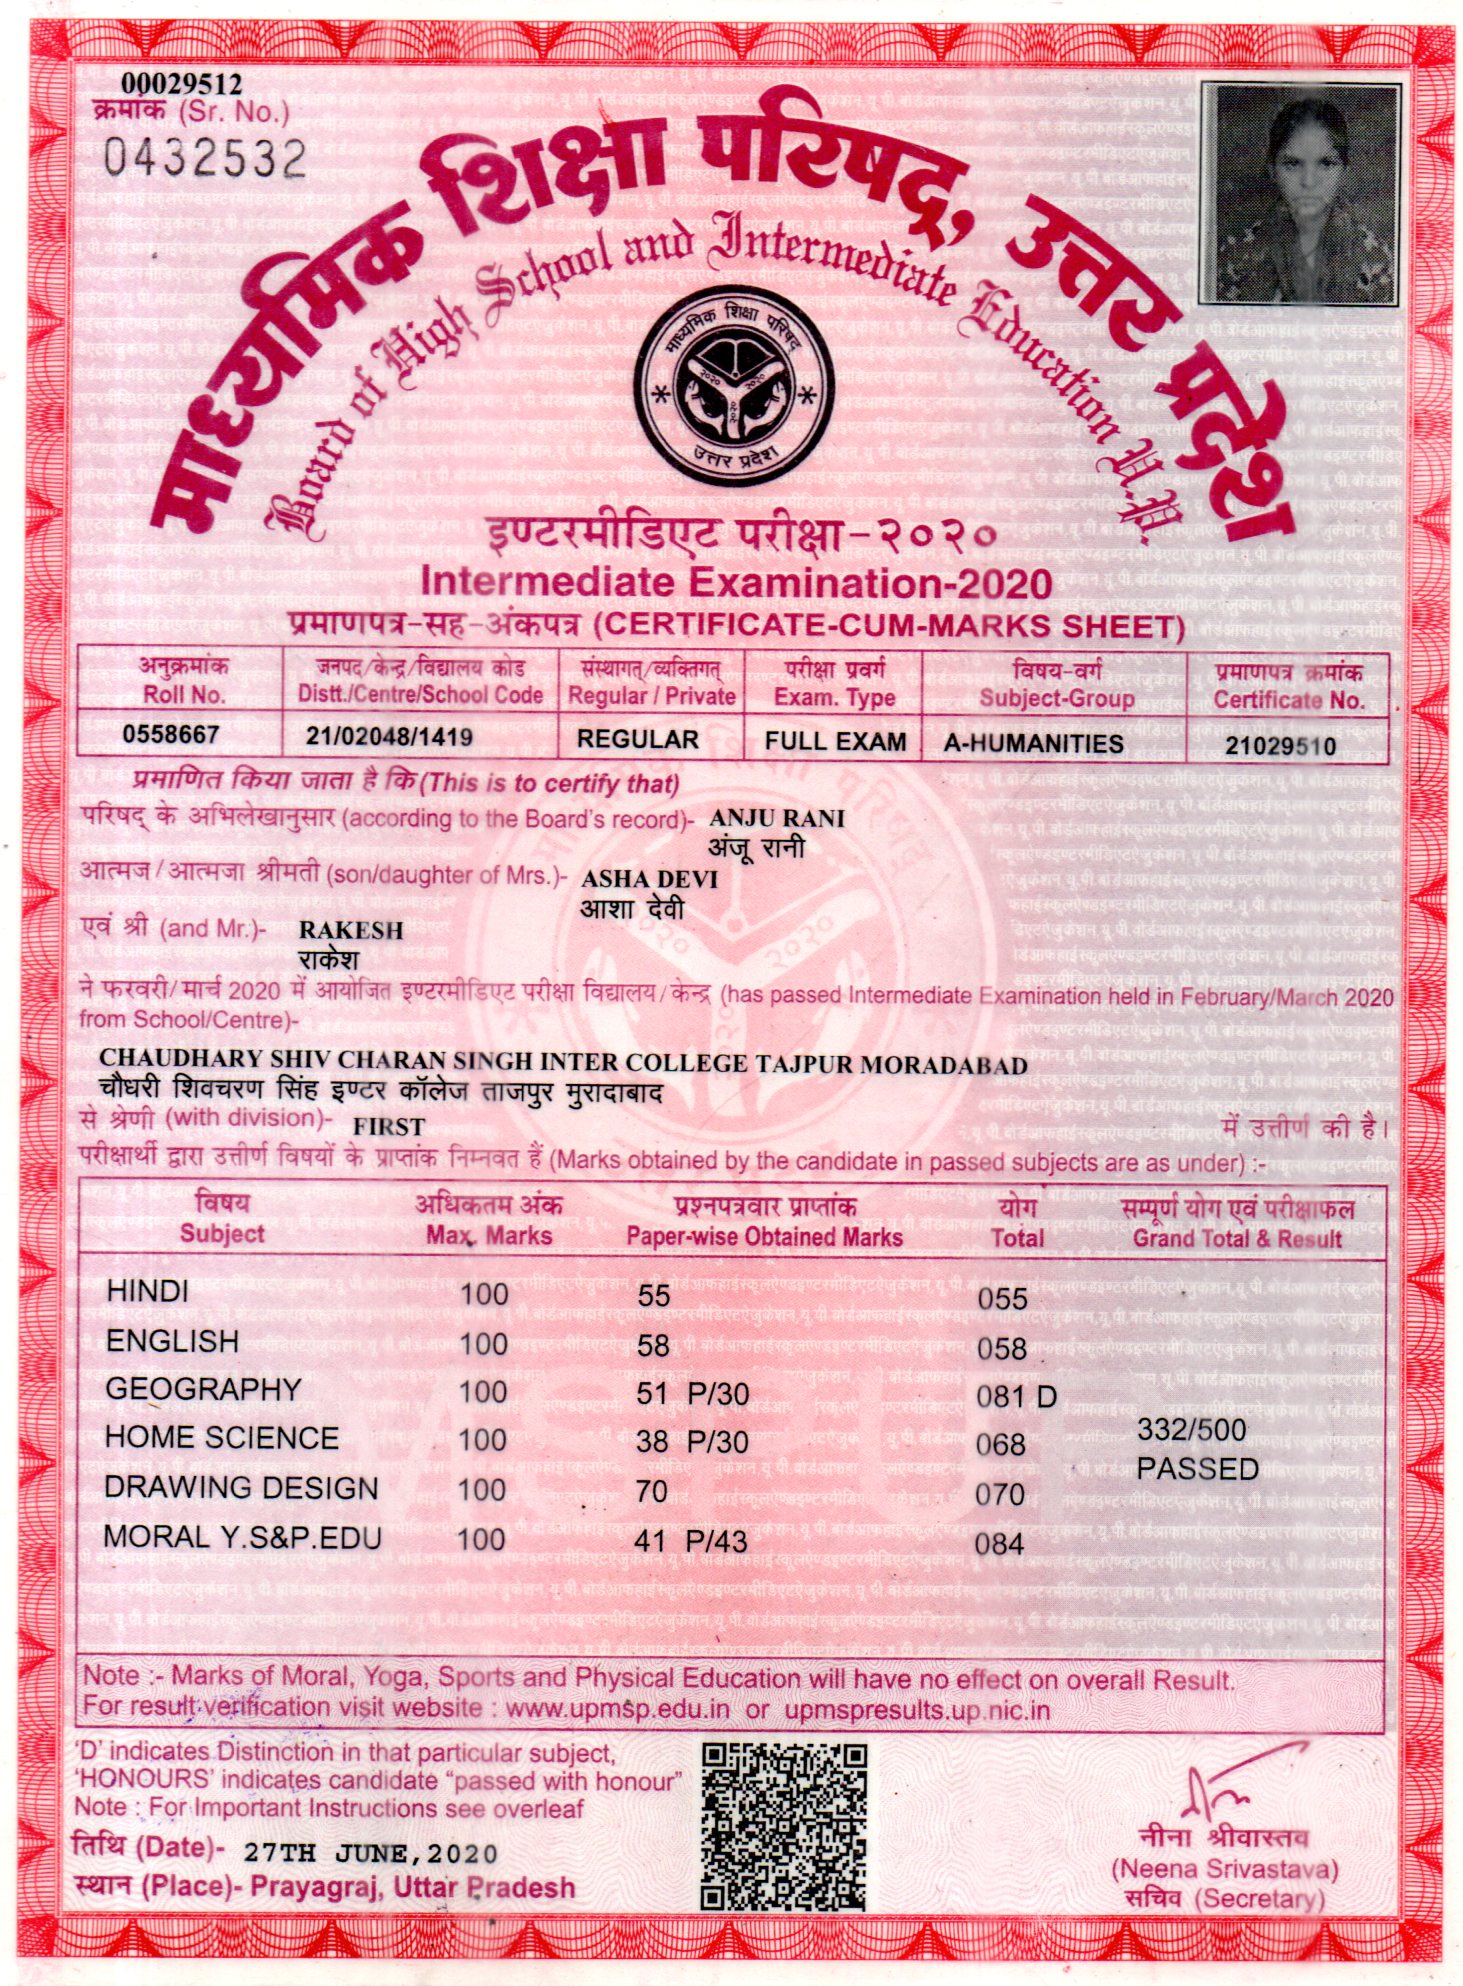 00029512
क्रमांक (Sr. No.)
0432532
माध्यमिक शिक्षा परिषद्, उत्तर प्रदेश
Board of High School and Intermediate Education U.P.
माध्यमिक शिक्षा परिषद्
२०२० २०२०
२०२०
उत्तर प्रदेश
इण्टरमीडिएट परीक्षा-२०२०
Intermediate Examination-2020
प्रमाणपत्र-सह-अंकपत्र (CERTIFICATE-CUM-MARKS SHEET)
अनुक्रमांक जनपद/केन्द्र/विद्यालय कोड संस्थागत्/व्यक्तिगत् परीक्षा प्रवर्ग विषय-वर्ग प्रमाणपत्र क्रमांक
Roll No. Distt./Centre/School Code Regular / Private Exam. Type Subject-Group Certificate No.
0558667 21/02048/1419 REGULAR FULL EXAM A-HUMANITIES 21029510
प्रमाणित किया जाता है कि (This is to certify that)
परिषद् के अभिलेखानुसार (according to the Board's record)- ANJU RANI
अंजू रानी
आत्मज/आत्मजा श्रीमती (son/daughter of Mrs.)- ASHA DEVI
आशा देवी
एवं श्री (and Mr.)- RAKESH
राकेश
ने फरवरी/मार्च 2020 में आयोजित इण्टरमीडिएट परीक्षा विद्यालय/केन्द्र (has passed Intermediate Examination held in February/March 2020
from School/Centre)-
CHAUDHARY SHIV CHARAN SINGH INTER COLLEGE TAJPUR MORADABAD
चौधरी शिवचरण सिंह इण्टर कॉलेज ताजपुर मुरादाबाद
से श्रेणी (with division)- FIRST में उत्तीर्ण की है।
परीक्षार्थी द्वारा उत्तीर्ण विषयों के प्राप्तांक निम्नवत हैं (Marks obtained by the candidate in passed subjects are as under) :-
विषय अधिकतम अंक प्रश्नपत्रवार प्राप्तांक योग सम्पूर्ण योग एवं परीक्षाफल
Subject Max. Marks Paper-wise Obtained Marks Total Grand Total & Result
HINDI 100 55 055
ENGLISH 100 58 058
GEOGRAPHY 100 51 P/30 081 D
HOME SCIENCE 100 38 P/30 068 332/500
PASSED
DRAWING DESIGN 100 70 070
MORAL Y.S&P.EDU 100 41 P/43 084
Note :- Marks of Moral, Yoga, Sports and Physical Education will have no effect on overall Result.
For result verification visit website : www.upmsp.edu.in or upmspresults.up.nic.in
'D' indicates Distinction in that particular subject,
'HONOURS' indicates candidate "passed with honour"
Note : For Important Instructions see overleaf
तिथि (Date)- 27TH JUNE,2020
स्थान (Place)- Prayagraj, Uttar Pradesh
नीना श्रीवास्तव
(Neena Srivastava)
सचिव (Secretary)